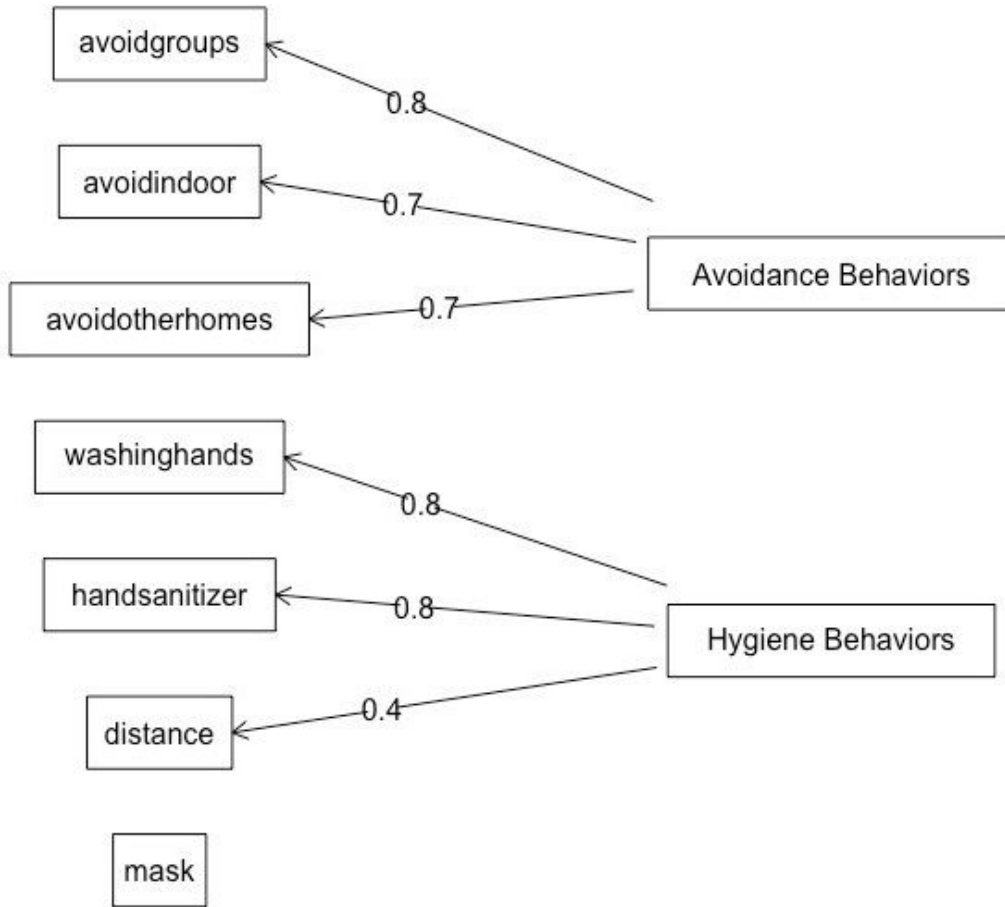 avoidgroups
0.8
avoidindoor
0.7
Avoidance Behaviors
avoidotherhomes
0.7
washinghands
0.8
handsanitizer
0.8
Hygiene Behaviors
distance
0.4
mask